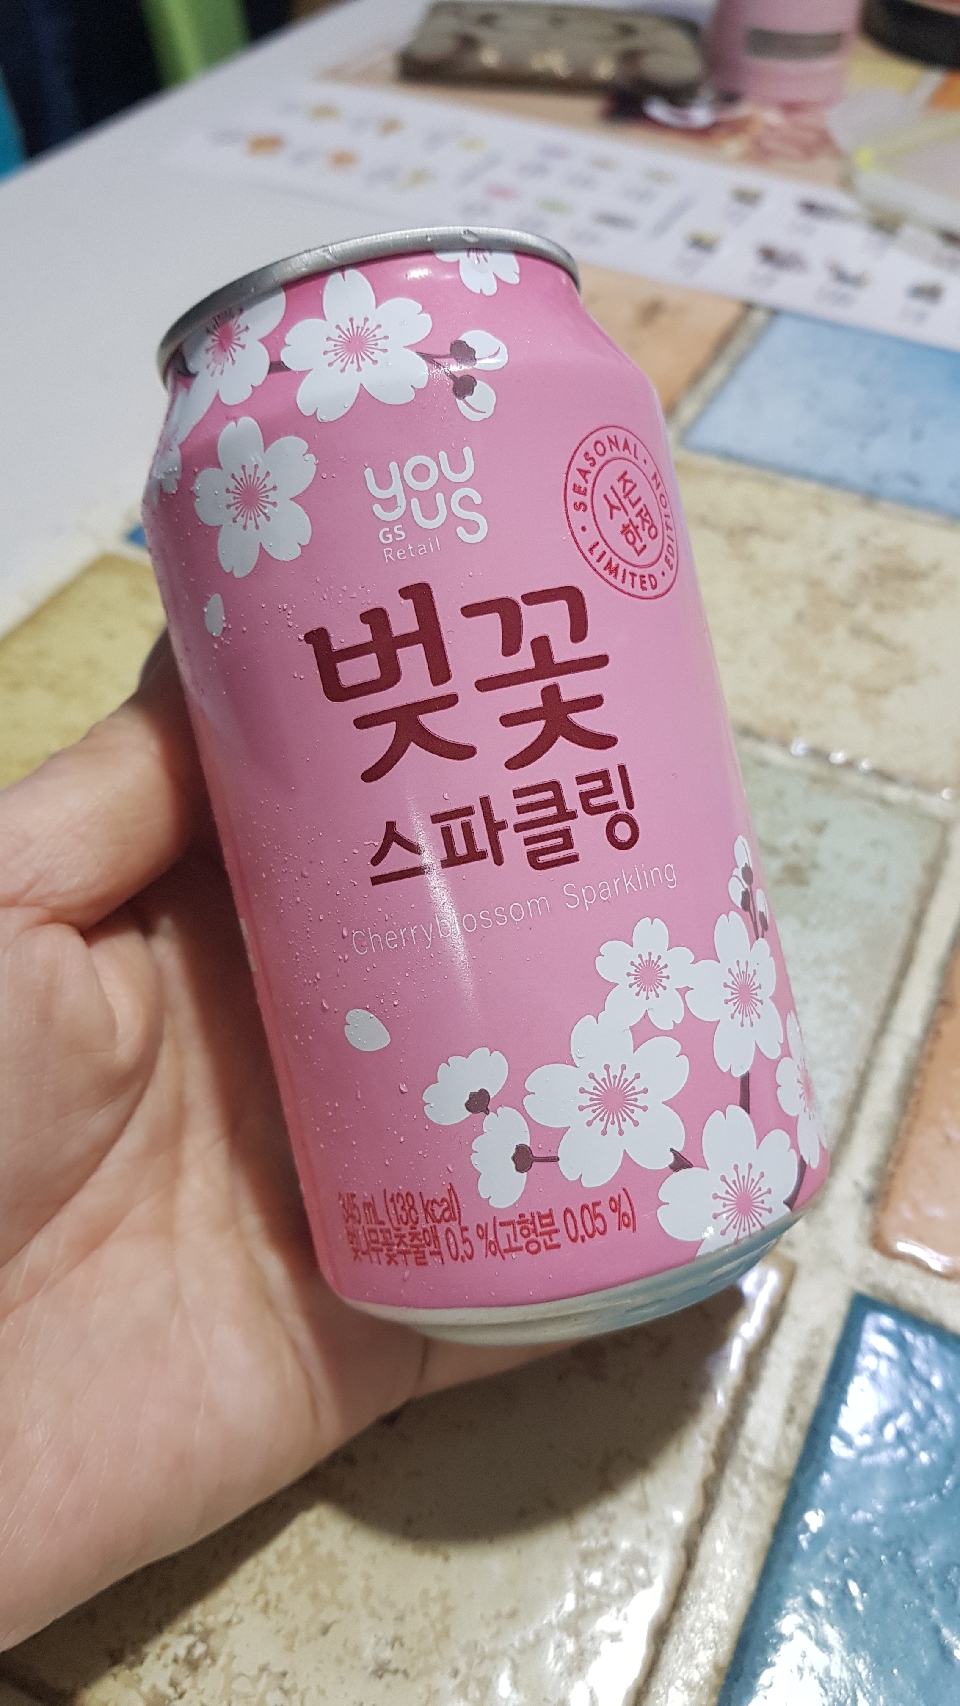 you
us
GS
Retail
SEASONAL · LIMITED · EDITION ·
시즌
한정
벚꽃
스파클링
Cherryblossom Sparkling
345 mL (138 kcal)
벚나무꽃추출액 0.5 %(고형분 0.05 %)